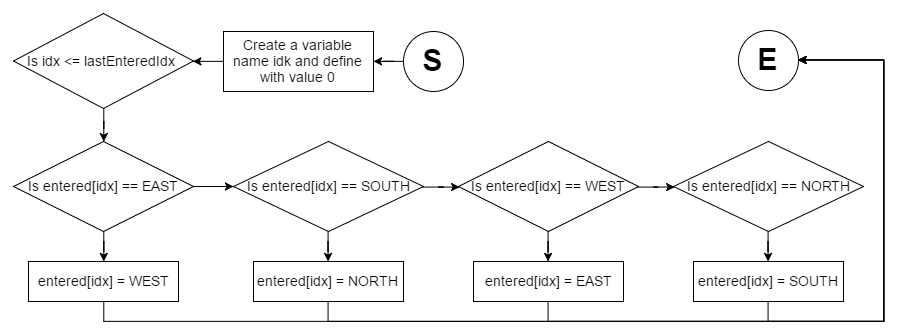 Is idx <= lastEnteredIdx
Create a variable
name idk and define
with value 0
S
E
Is entered[idx] == EAST
Is entered[idx] == SOUTH
Is entered[idx] == WEST
Is entered[idx] == NORTH
entered[idx] = WEST
entered[idx] = NORTH
entered[idx] = EAST
entered[idx] = SOUTH